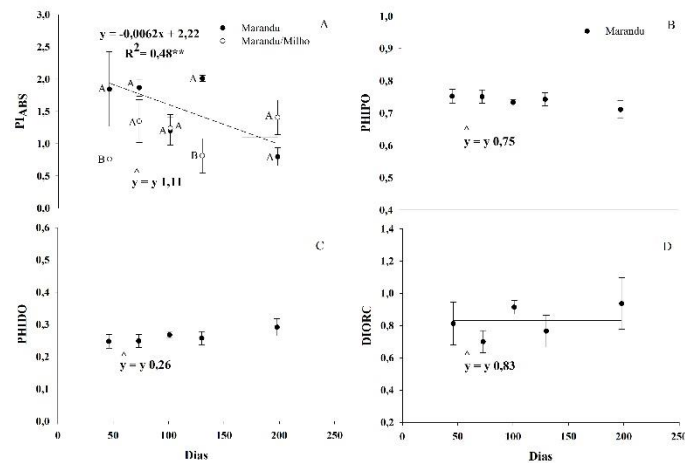 y = -0,0062x + 2,22
R² = 0,48**
Marandu
Marandu/Milho
A
3,0
2,5
2,0
1,5
1,0
0,5
0,0
PI_ABS
A
A
A
A
A
A
A
A
B
B
^
y = y 1,11
Marandu
B
1,0
0,9
0,8
0,7
0,6
0,5
0,4
PHIPO
^
y = y 0,75
C
0,6
0,5
0,4
0,3
0,2
0,1
0,0
PHIDO
^
y = y 0,26
0
50
100
150
200
250
Dias
D
1,4
1,2
1,0
0,8
0,6
0,4
0,2
DIORC
^
y = y 0,83
0
50
100
150
200
250
Dias